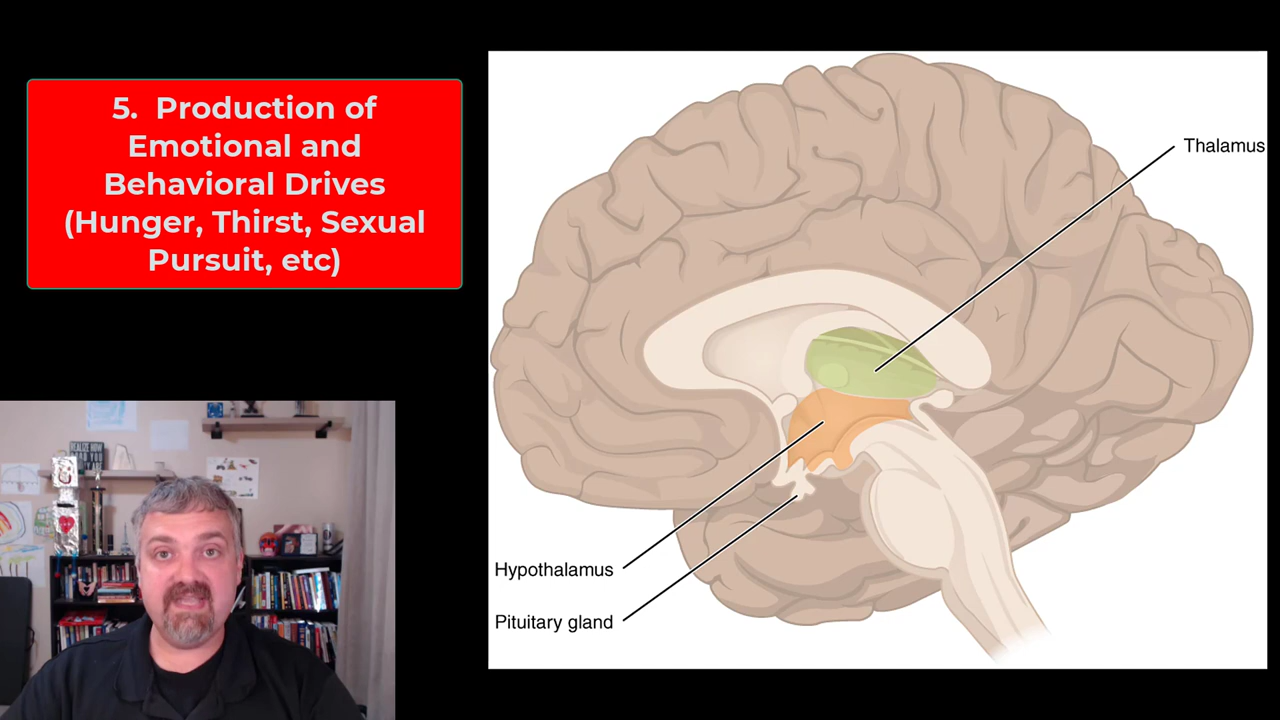 5. Production of
Emotional and
Behavioral Drives
(Hunger, Thirst, Sexual
Pursuit, etc)
Thalamus
Hypothalamus
Pituitary gland